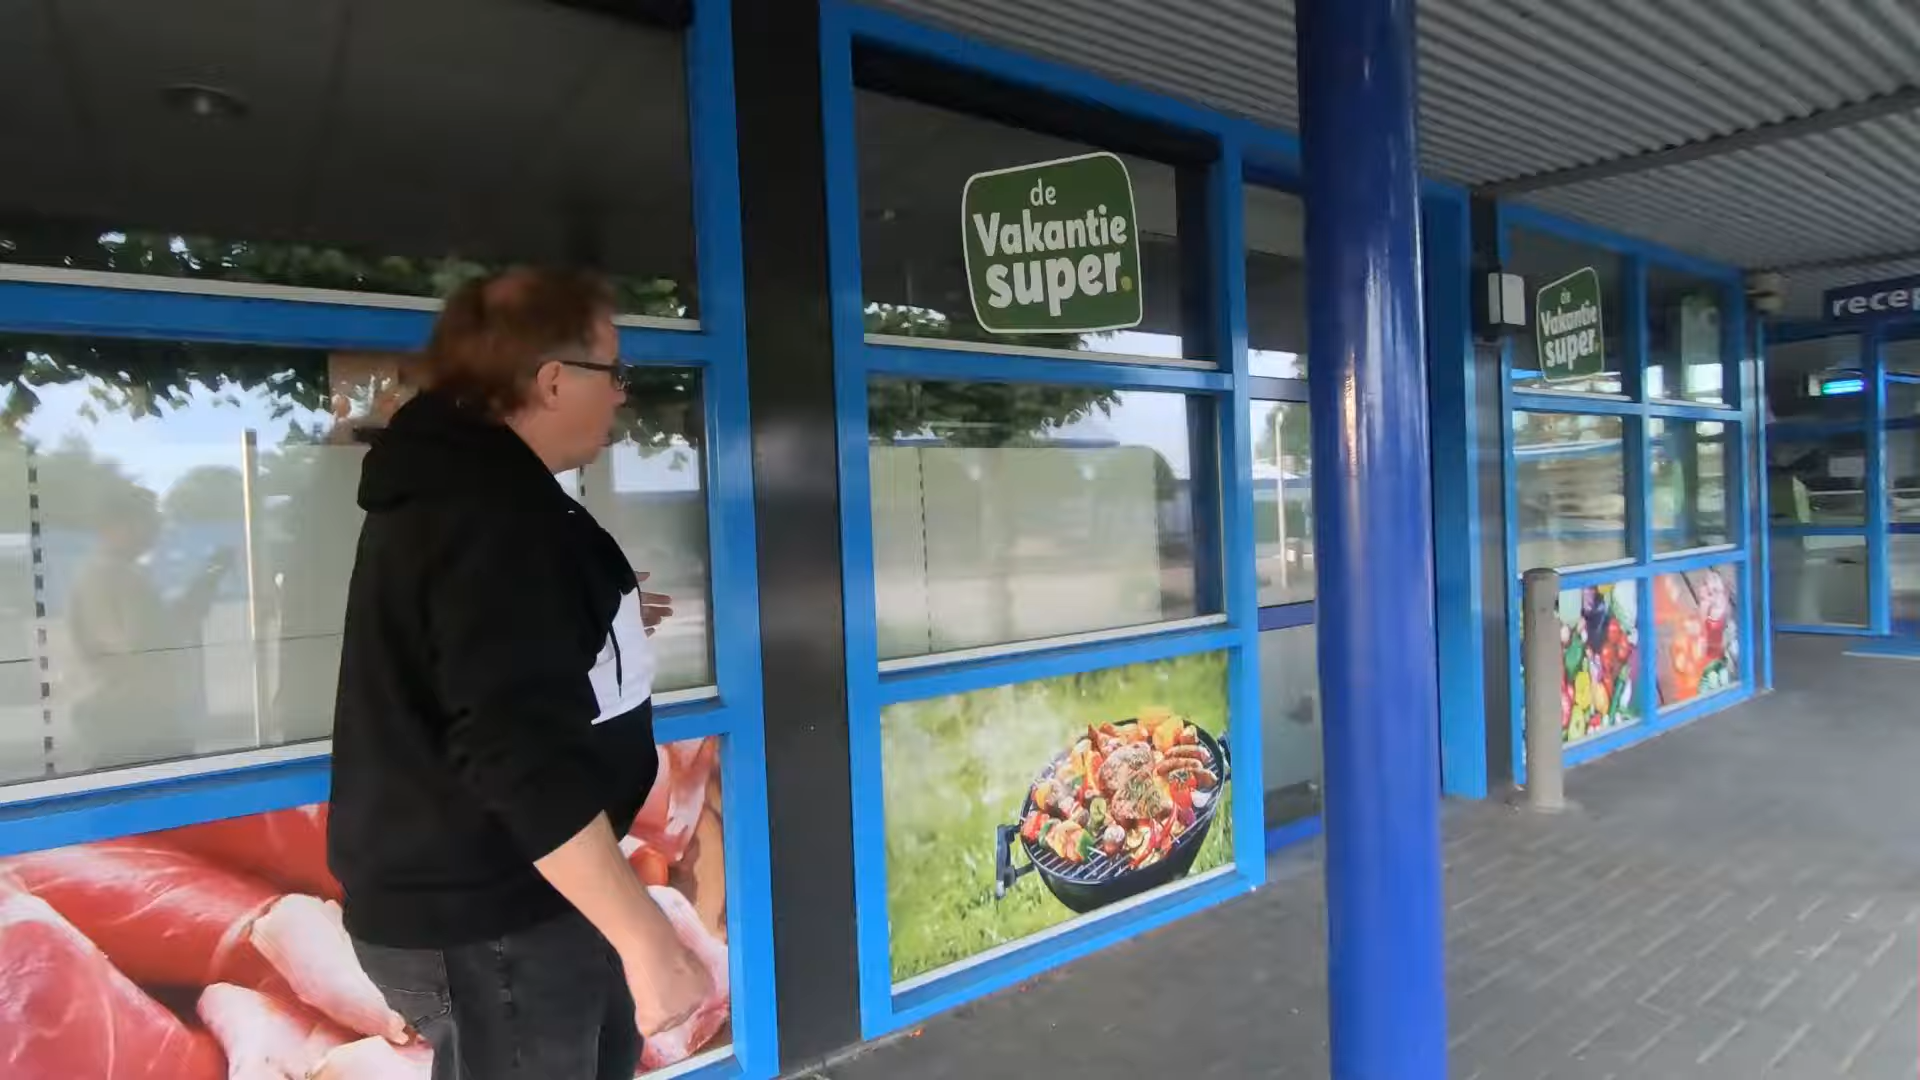 de
Vakantie
super.
de
Vakantie
super.
recep